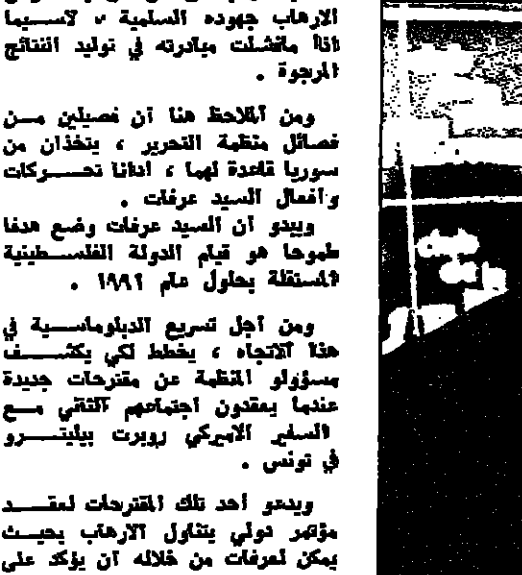 الارهاب جهوده السلمية ، لاسيما
اذا مافشلت مبادرته في توليد النتائج
المرجوة .
ومن الملاحظ هنا ان فصيلين من
فصائل منظمة التحرير ، يتخذان من
سوريا قاعدة لهما ، ادانا تحركات
وافعال السيد عرفات .
ويبدو ان السيد عرفات وضع هدفا
طموحا هو قيام الدولة الفلسطينية
المستقلة بحلول عام ١٩٩١ .
ومن أجل تسريع الدبلوماسية في
هذا الاتجاه ، يخطط لكي يكشف
مسؤولو المنظمة عن مقترحات جديدة
عندما يعقدون اجتماعهم الثاني مع
السفير الاميركي روبرت بيليترو
في تونس .
ويدعو أحد تلك المقترحات لعقد
مؤتمر دولي يتناول الارهاب بحيث
يمكن لعرفات من خلاله ان يؤكد على